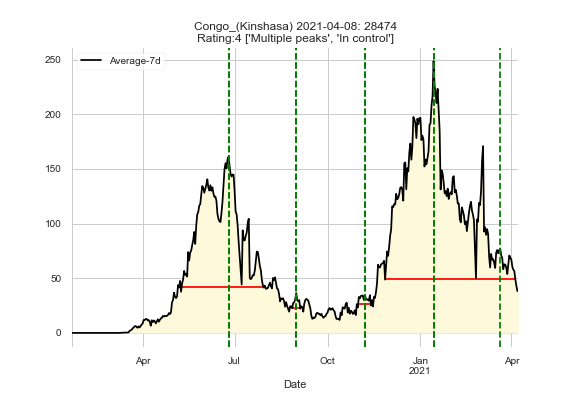 Congo_(Kinshasa) 2021-04-08: 28474
Rating:4 ['Multiple peaks', 'In control']
Average-7d
250
200
150
100
50
0
Apr
Jul
Oct
Jan
2021
Apr
Date